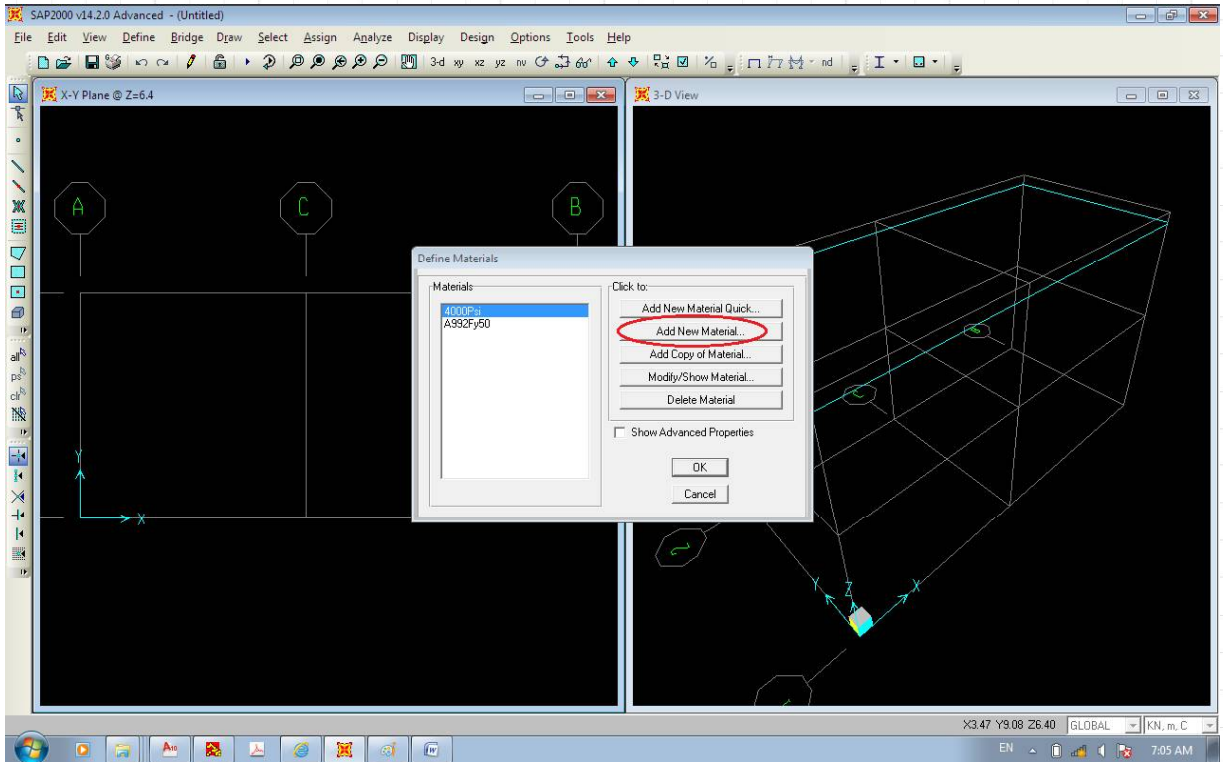 SAP2000 v14.2.0 Advanced - (Untitled)
File Edit View Define Bridge Draw Select Assign Analyze Display Design Options Tools Help
3-d xy xz yz nv nd
X-Y Plane @ Z=6.4
3-D View
A
C
B
Define Materials
Materials
4000Psi
A992Fy50
Click to:
Add New Material Quick...
Add New Material...
Add Copy of Material...
Modify/Show Material...
Delete Material
Show Advanced Properties
OK
Cancel
all
ps
clr
Y
X
Y
Z
X
X3.47 Y9.08 Z6.40
GLOBAL
KN, m, C
EN
7:05 AM